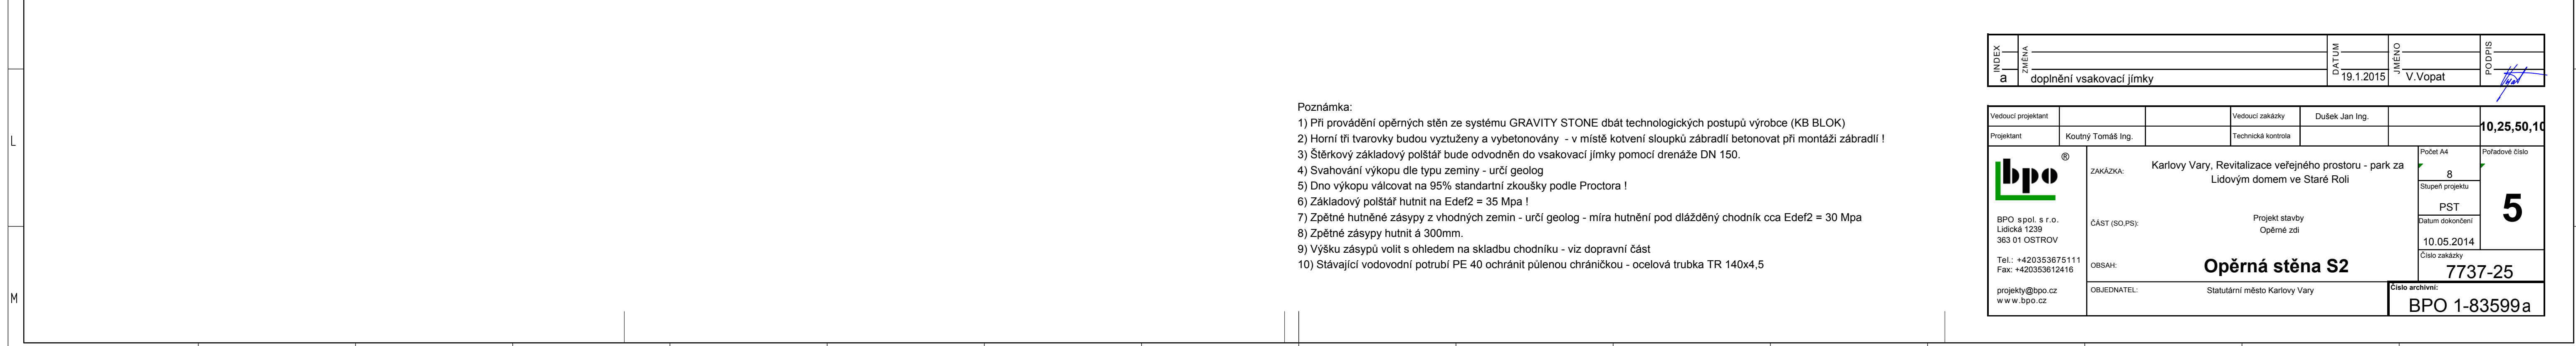 L
M
Poznámka:
1) Při provádění opěrných stěn ze systému GRAVITY STONE dbát technologických postupů výrobce (KB BLOK)
2) Horní tři tvarovky budou vyztuženy a vybetonovány - v místě kotvení sloupků zábradlí betonovat při montáži zábradlí !
3) Štěrkový základový polštář bude odvodněn do vsakovací jímky pomocí drenáže DN 150.
4) Svahování výkopu dle typu zeminy - určí geolog
5) Dno výkopu válcovat na 95% standartní zkoušky podle Proctora !
6) Základový polštář hutnit na Edef2 = 35 Mpa !
7) Zpětné hutněné zásypy z vhodných zemin - určí geolog - míra hutnění pod dlážděný chodník cca Edef2 = 30 Mpa
8) Zpětné zásypy hutnit á 300mm.
9) Výšku zásypů volit s ohledem na skladbu chodníku - viz dopravní část
10) Stávající vodovodní potrubí PE 40 ochránit půlenou chráničkou - ocelová trubka TR 140x4,5
INDEX ZMĚNA DATUM JMÉNO PODPIS
a doplnění vsakovací jímky 19.1.2015 V.Vopat
Vedoucí projektant Vedoucí zakázky Dušek Jan Ing.
10,25,50,10
Projektant Koutný Tomáš Ing. Technická kontrola
bpo ®
BPO spol. s r.o.
Lidická 1239
363 01 OSTROV
Tel.: +420353675111
Fax: +420353612416
projekty@bpo.cz
www.bpo.cz
ZAKÁZKA: Karlovy Vary, Revitalizace veřejného prostoru - park za
Lidovým domem ve Staré Roli
ČÁST (SO,PS): Projekt stavby
Opěrné zdi
OBSAH: Opěrná stěna S2
OBJEDNATEL: Statutární město Karlovy Vary
Počet A4
8
Stupeň projektu
PST
Datum dokončení
10.05.2014
Pořadové číslo
5
Číslo zakázky
7737-25
Číslo archivní:
BPO 1-83599a